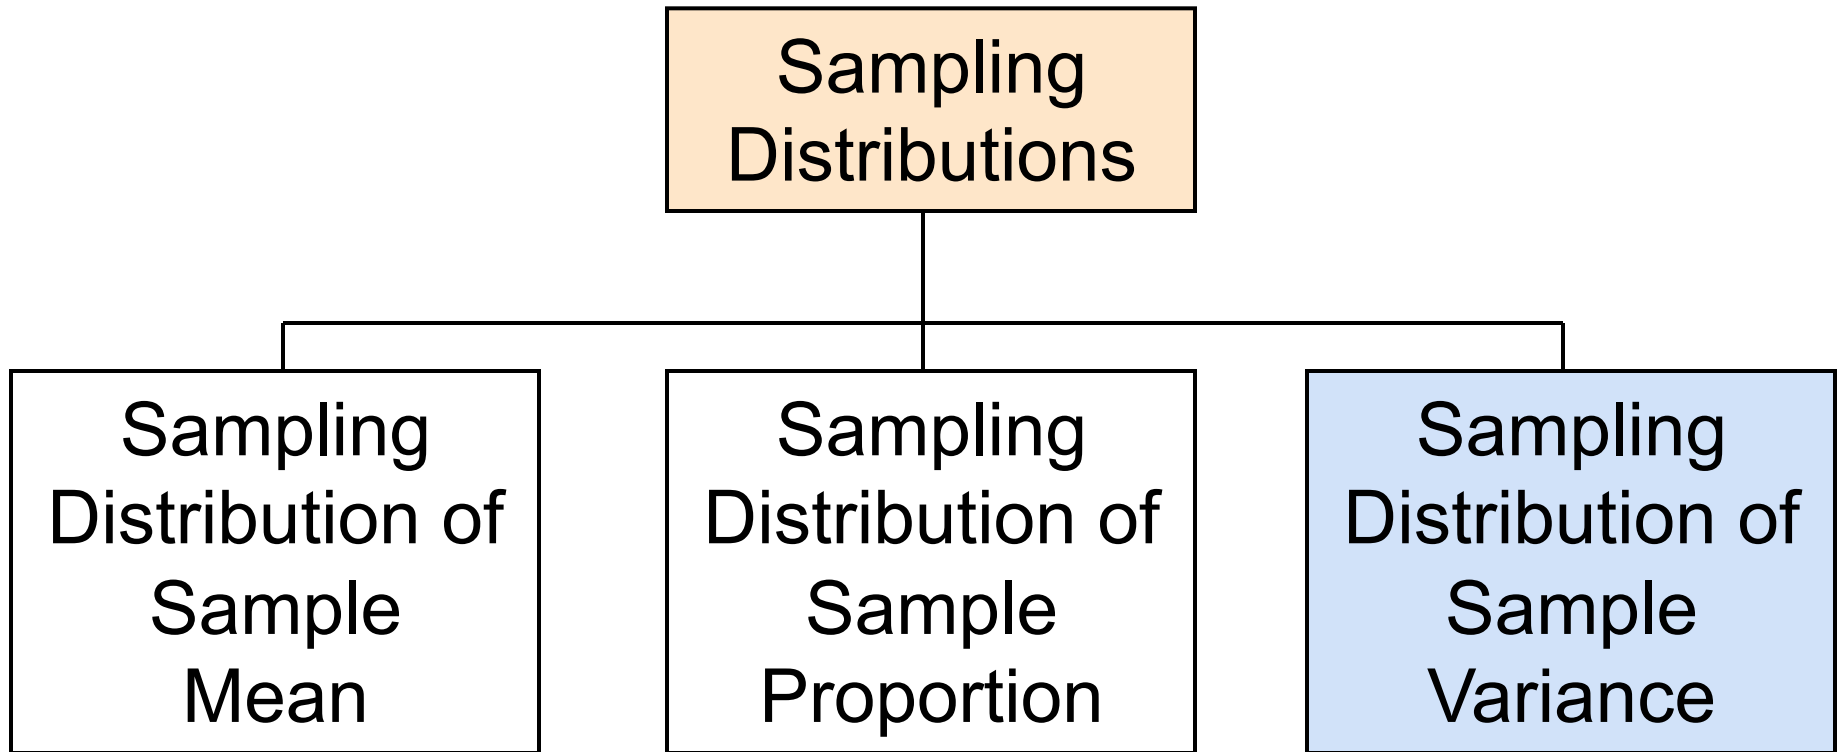 Sampling
Distributions
Sampling
Distribution of
Sample
Mean
Sampling
Distribution of
Sample
Proportion
Sampling
Distribution of
Sample
Variance